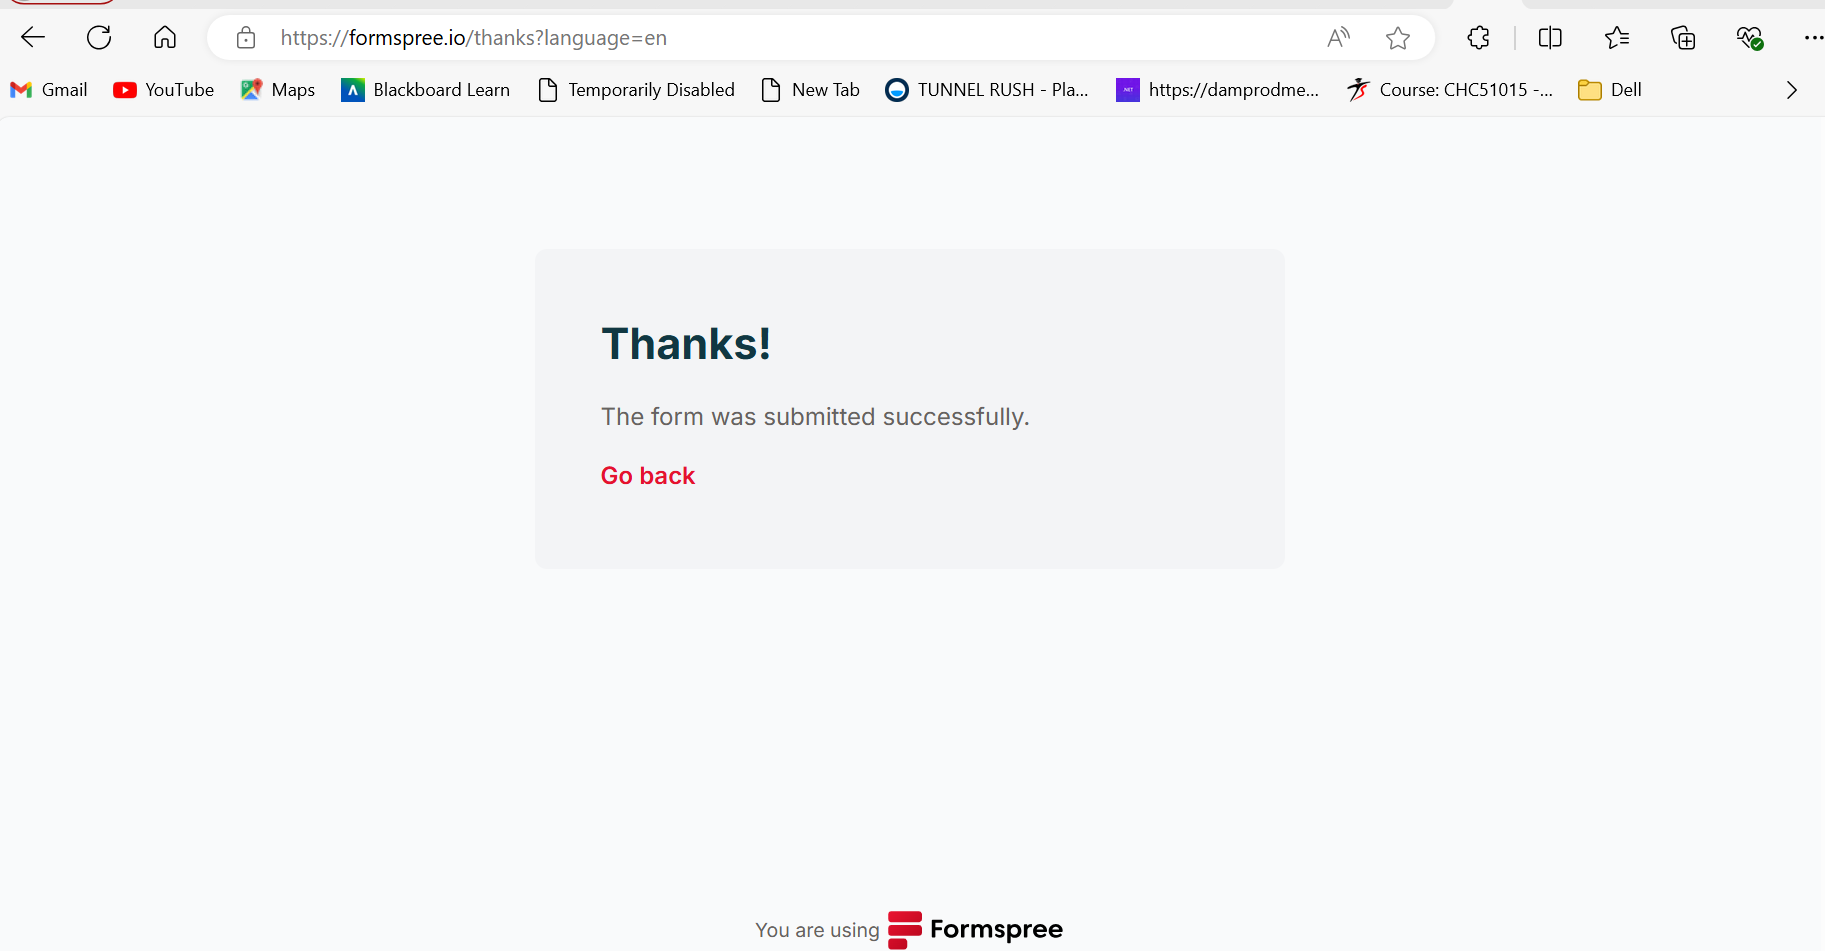 https://formspree.io/thanks?language=en
Gmail YouTube Maps Blackboard Learn Temporarily Disabled New Tab TUNNEL RUSH - Pla... https://damprodme... Course: CHC51015 -... Dell
Thanks!
The form was submitted successfully.
Go back
You are using Formspree